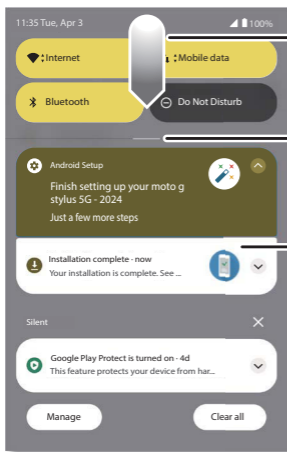 11:35 Tue, Apr 3
100%
Internet
Mobile data
Bluetooth
Do Not Disturb
Android Setup
Finish setting up your moto g
stylus 5G - 2024
Just a few more steps
Installation complete · now
Your installation is complete. See ...
Silent
Google Play Protect is turned on · 4d
This feature protects your device from har...
Manage
Clear all